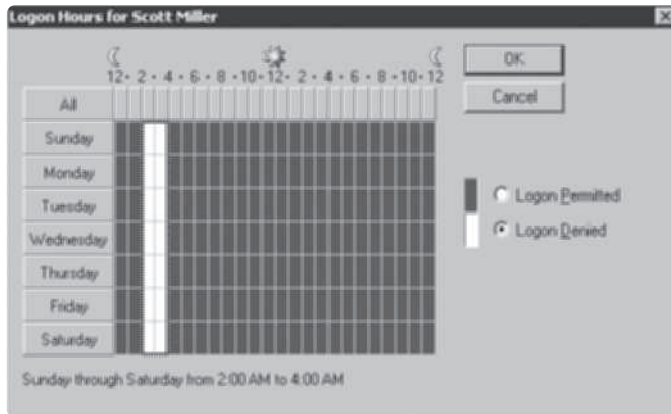 Logon Hours for Scott Miller
12 • 2 • 4 • 6 • 8 • 10 • 12 • 2 • 4 • 6 • 8 • 10 • 12
OK
Cancel
All
Sunday
Monday
Tuesday
Wednesday
Thursday
Friday
Saturday
Logon Permitted
Logon Denied
Sunday through Saturday from 2:00 AM to 4:00 AM